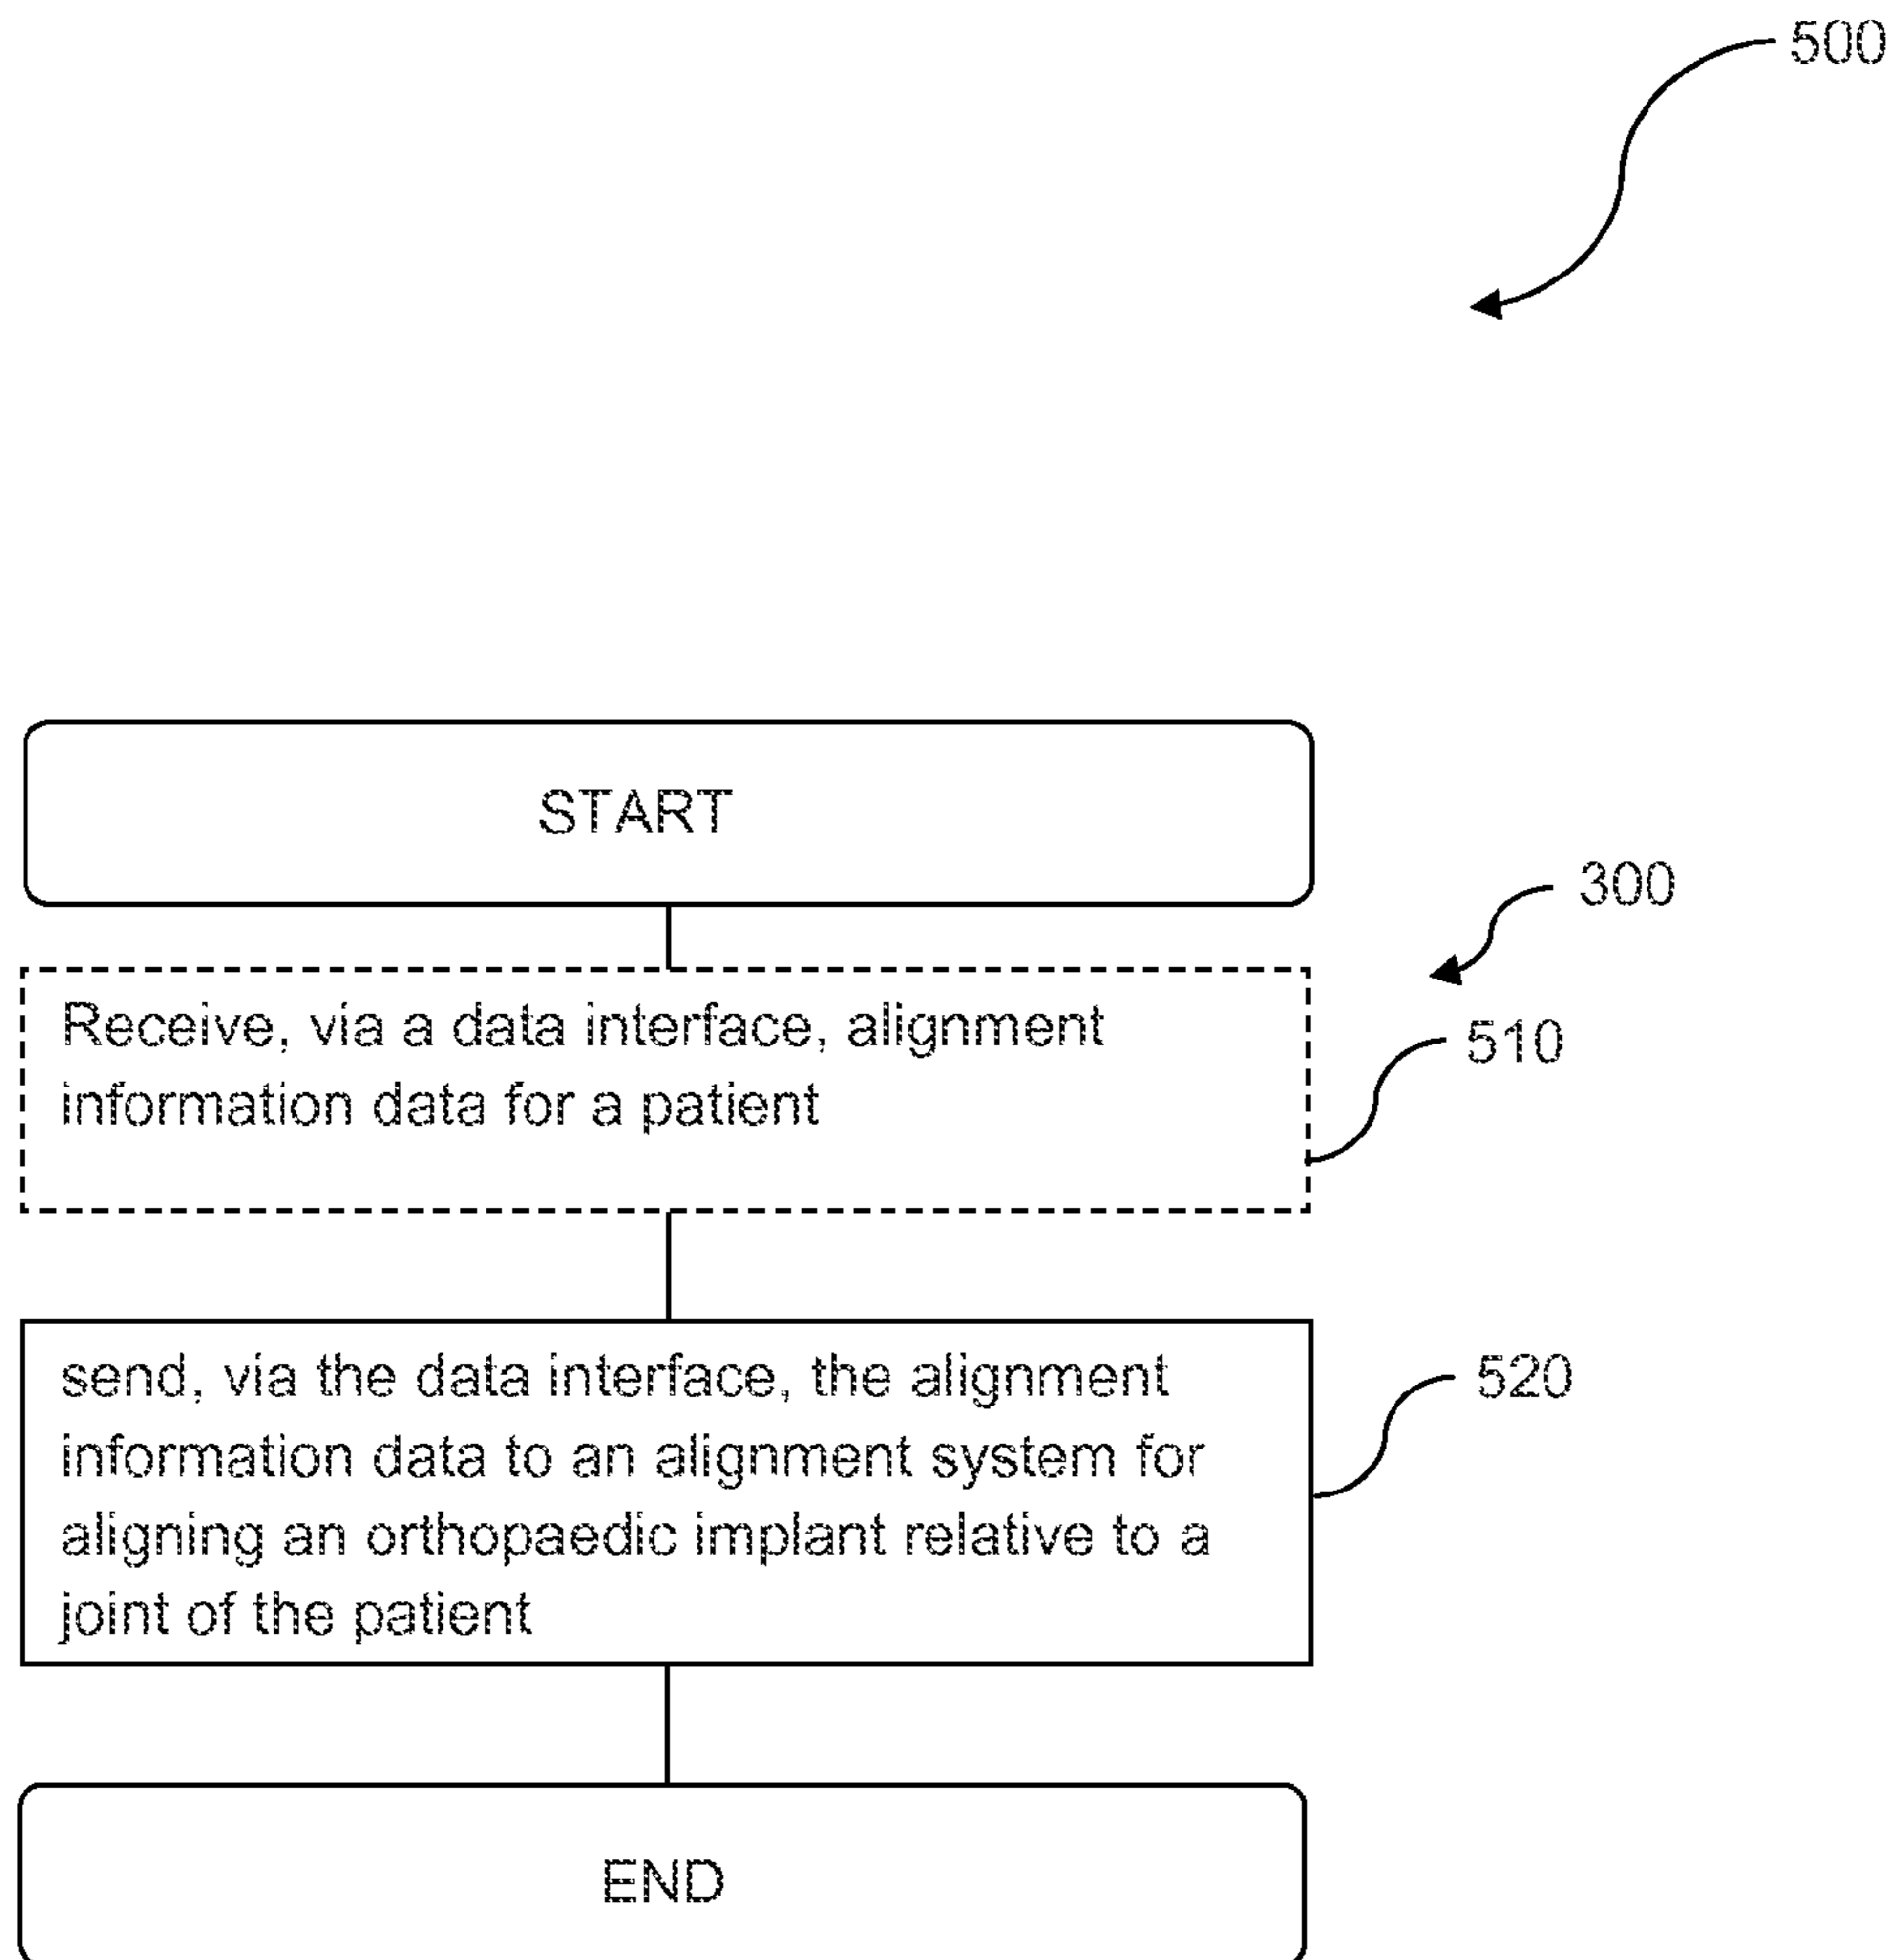 500
START
300
Receive, via a data interface, alignment
information data for a patient
510
send, via the data interface, the alignment
information data to an alignment system for
aligning an orthopaedic implant relative to a
joint of the patient
520
END